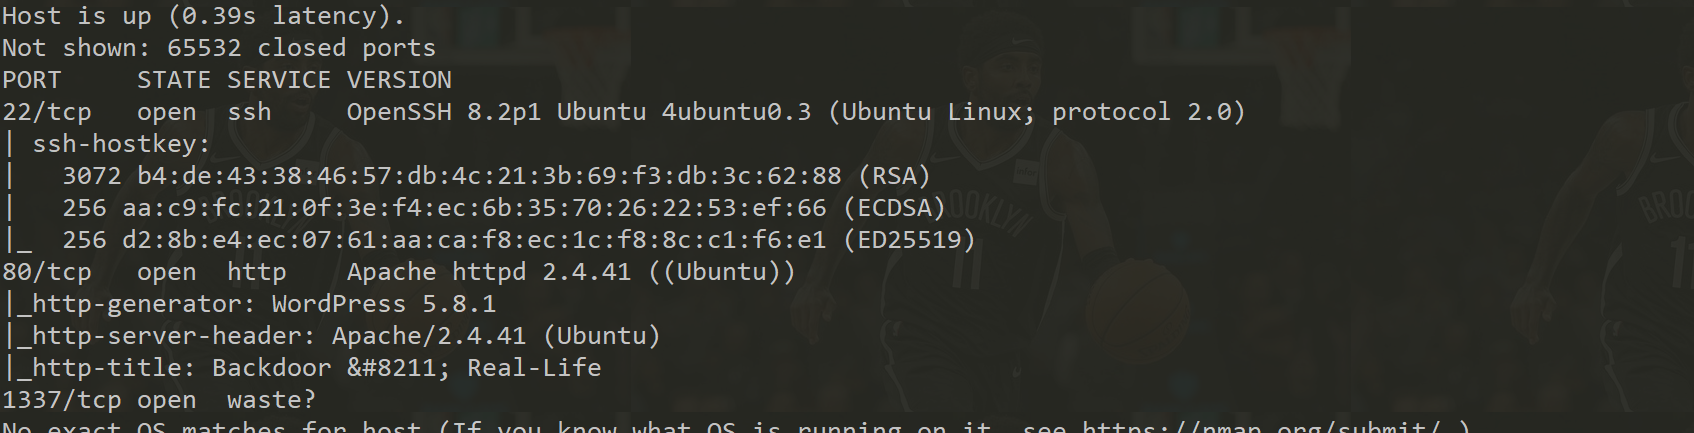 Host is up (0.39s latency).
Not shown: 65532 closed ports
PORT     STATE SERVICE VERSION
22/tcp   open  ssh     OpenSSH 8.2p1 Ubuntu 4ubuntu0.3 (Ubuntu Linux; protocol 2.0)
| ssh-hostkey:
|   3072 b4:de:43:38:46:57:db:4c:21:3b:69:f3:db:3c:62:88 (RSA)
|   256 aa:c9:fc:21:0f:3e:f4:ec:6b:35:70:26:22:53:ef:66 (ECDSA)
|_  256 d2:8b:e4:ec:07:61:aa:ca:f8:ec:1c:f8:8c:c1:f6:e1 (ED25519)
80/tcp   open  http    Apache httpd 2.4.41 ((Ubuntu))
|_http-generator: WordPress 5.8.1
|_http-server-header: Apache/2.4.41 (Ubuntu)
|_http-title: Backdoor &#8211; Real-Life
1337/tcp open  waste?
No exact OS matches for host (If you know what OS is running on it, see https://nmap.org/submit/ )
BROOKLYN
11